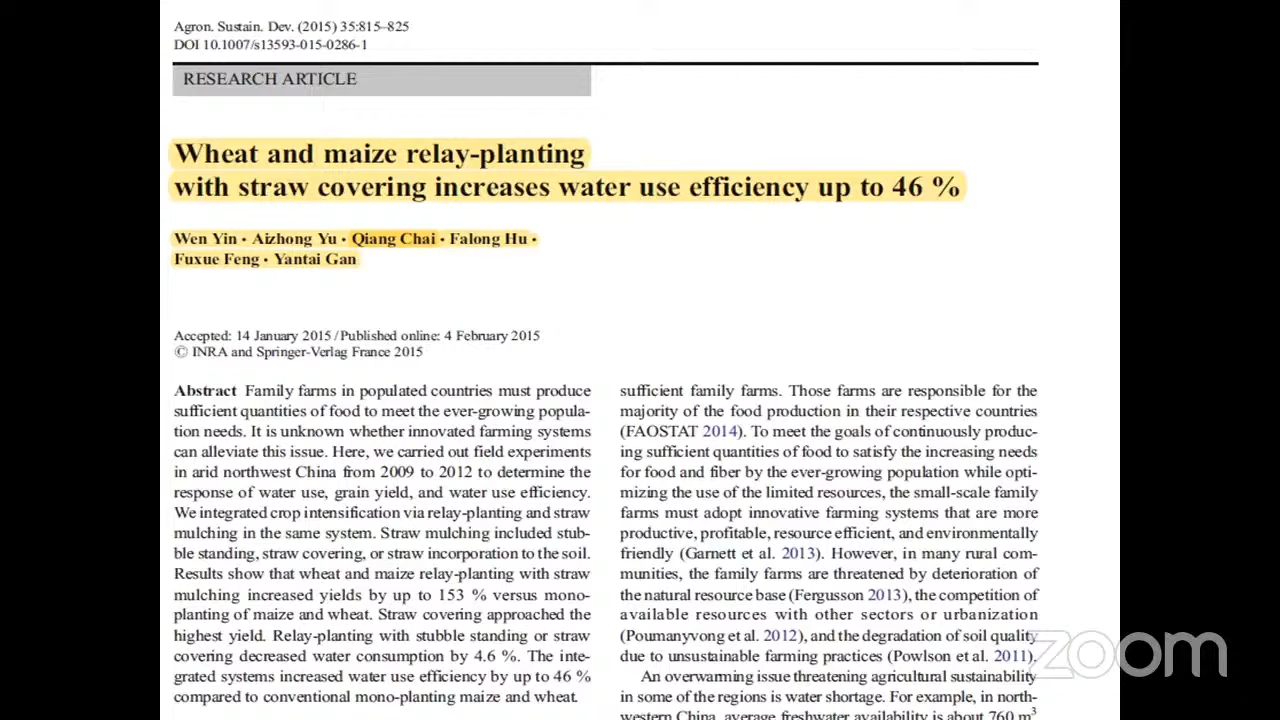 Agron. Sustain. Dev. (2015) 35:815–825
DOI 10.1007/s13593-015-0286-1
RESEARCH ARTICLE
Wheat and maize relay-planting
with straw covering increases water use efficiency up to 46 %
Wen Yin • Aizhong Yu • Qiang Chai • Falong Hu •
Fuxue Feng • Yantai Gan
Accepted: 14 January 2015 / Published online: 4 February 2015
© INRA and Springer-Verlag France 2015
Abstract Family farms in populated countries must produce
sufficient quantities of food to meet the ever-growing popula-
tion needs. It is unknown whether innovated farming systems
can alleviate this issue. Here, we carried out field experiments
in arid northwest China from 2009 to 2012 to determine the
response of water use, grain yield, and water use efficiency.
We integrated crop intensification via relay-planting and straw
mulching in the same system. Straw mulching included stub-
ble standing, straw covering, or straw incorporation to the soil.
Results show that wheat and maize relay-planting with straw
mulching increased yields by up to 153 % versus mono-
planting of maize and wheat. Straw covering approached the
highest yield. Relay-planting with stubble standing or straw
covering decreased water consumption by 4.6 %. The inte-
grated systems increased water use efficiency by up to 46 %
compared to conventional mono-planting maize and wheat.
sufficient family farms. Those farms are responsible for the
majority of the food production in their respective countries
(FAOSTAT 2014). To meet the goals of continuously produc-
ing sufficient quantities of food to satisfy the increasing needs
for food and fiber by the ever-growing population while opti-
mizing the use of the limited resources, the small-scale family
farms must adopt innovative farming systems that are more
productive, profitable, resource efficient, and environmentally
friendly (Garnett et al. 2013). However, in many rural com-
munities, the family farms are threatened by deterioration of
the natural resource base (Fergusson 2013), the competition of
available resources with other sectors or urbanization
(Poumanyvong et al. 2012), and the degradation of soil quality
due to unsustainable farming practices (Powlson et al. 2011).
An overwarming issue threatening agricultural sustainability
in some of the regions is water shortage. For example, in north-
western China, average freshwater availability is about 760 m³
zoom